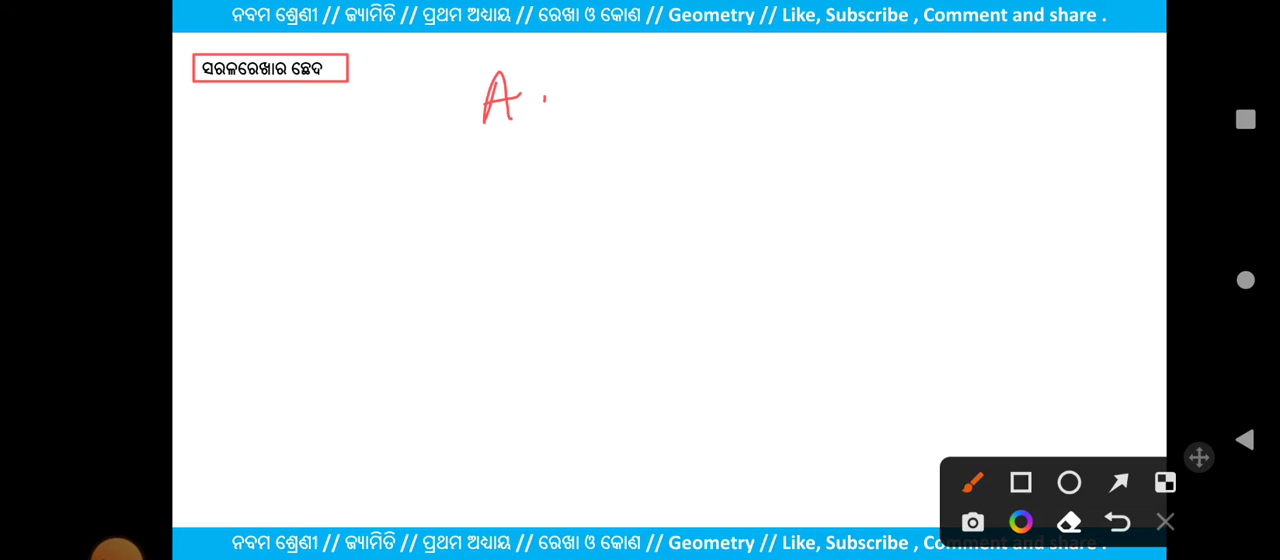 ନବମ ଶ୍ରେଣୀ // ଜ୍ୟାମିତି // ପ୍ରଥମ ଅଧ୍ୟାୟ // ରେଖା ଓ କୋଣ // Geometry // Like, Subscribe , Comment and share .
ସରଳରେଖାର ଛେଦ
A .
ନବମ ଶ୍ରେଣୀ // ଜ୍ୟାମିତି // ପ୍ରଥମ ଅଧ୍ୟାୟ // ରେଖା ଓ କୋଣ // Geometry // Like, Subscribe , Comment and share .